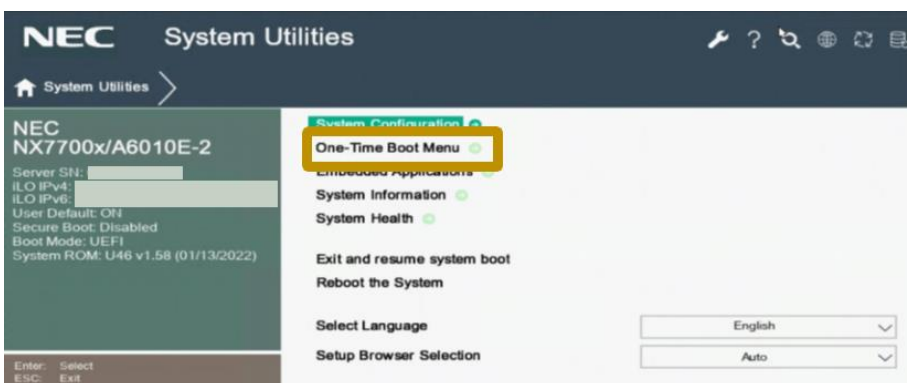 NEC System Utilities
System Utilities
NEC
NX7700x/A6010E-2
Server SN:
iLO IPv4:
iLO IPv6:
User Default: ON
Secure Boot: Disabled
Boot Mode: UEFI
System ROM: U46 v1.58 (01/13/2022)
System Configuration
One-Time Boot Menu
Embedded Applications
System Information
System Health
Exit and resume system boot
Reboot the System
Select Language English
Setup Browser Selection Auto
Enter: Select
ESC: Exit